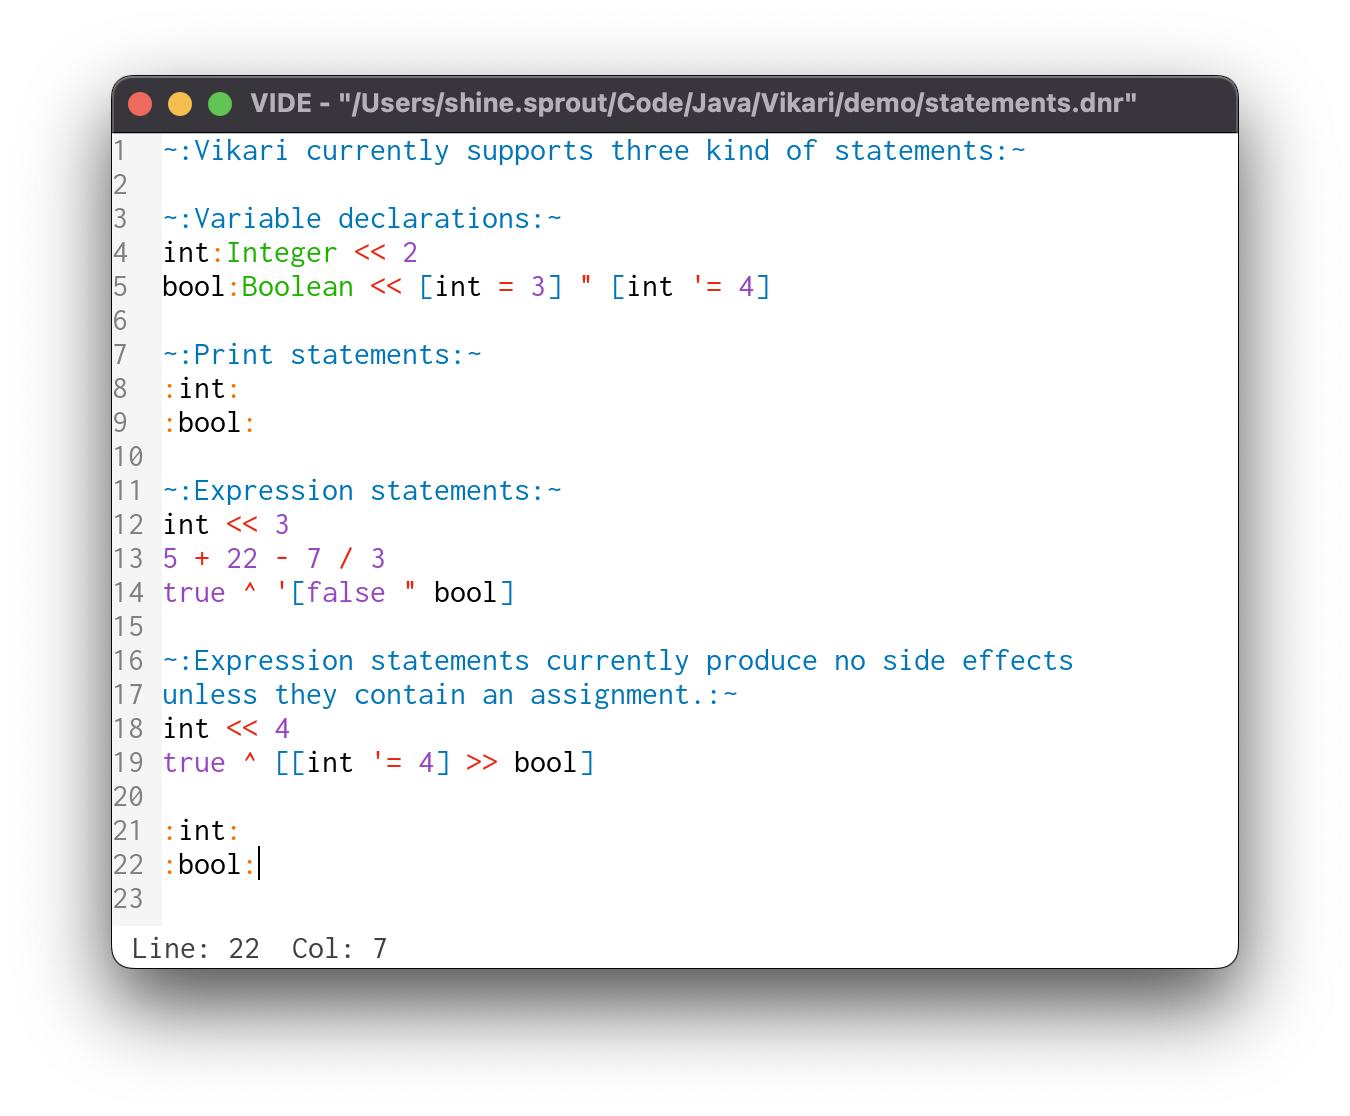 VIDE - "/Users/shine.sprout/Code/Java/Vikari/demo/statements.dnr"
1 ~:Vikari currently supports three kind of statements:~
2
3 ~:Variable declarations:~
4 int:Integer << 2
5 bool:Boolean << [int = 3] " [int '= 4]
6
7 ~:Print statements:~
8 :int:
9 :bool:
10
11 ~:Expression statements:~
12 int << 3
13 5 + 22 - 7 / 3
14 true ^ '[false " bool]
15
16 ~:Expression statements currently produce no side effects
17 unless they contain an assignment.:~
18 int << 4
19 true ^ [[int '= 4] >> bool]
20
21 :int:
22 :bool:
23
Line: 22  Col: 7